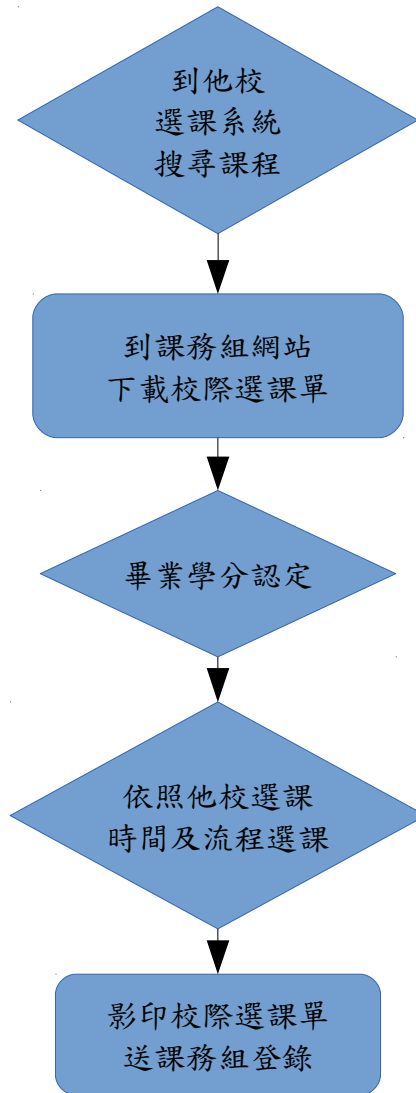 到他校
選課系統
搜尋課程
到課務組網站
下載校際選課單
畢業學分認定
依照他校選課
時間及流程選課
影印校際選課單
送課務組登錄